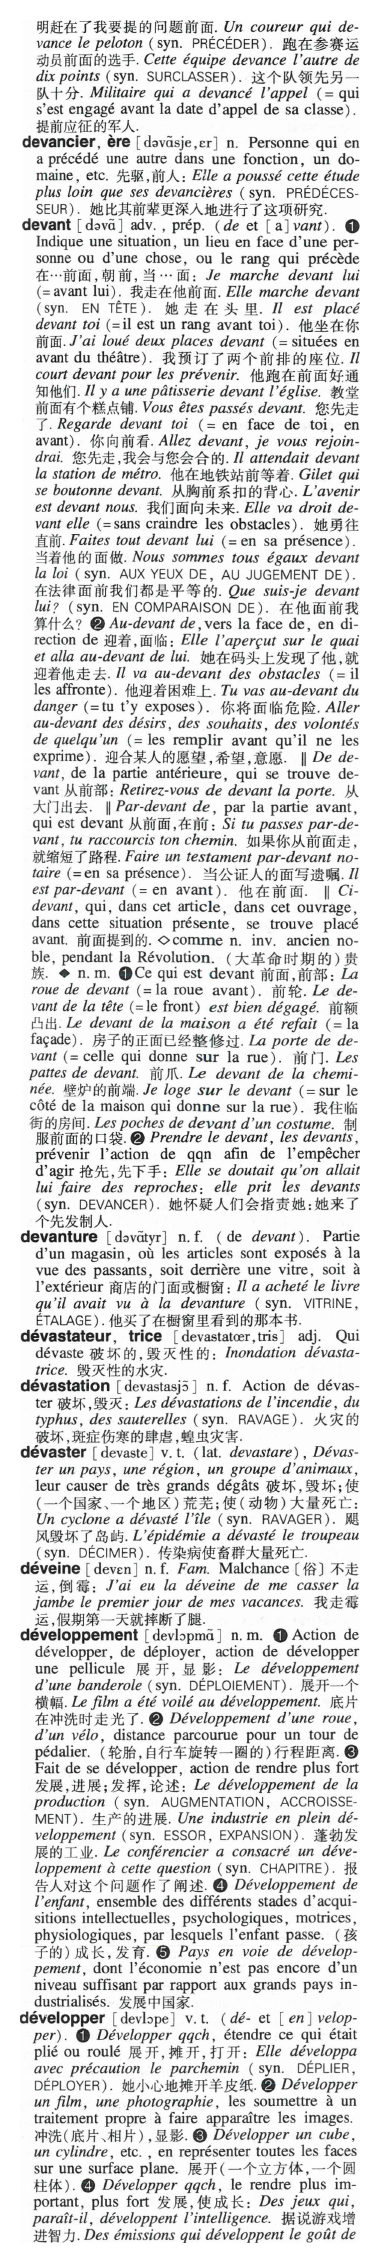 明赶在了我要提的问题前面. Un coureur qui de-
vance le peloton (syn. PRÉCÉDER). 跑在参赛运
动员前面的选手. Cette équipe devance l'autre de
dix points (syn. SURCLASSER). 这个队领先另一
队十分. Militaire qui a devancé l'appel (= qui
s'est engagé avant la date d'appel de sa classe).
提前应征的军人.
devancier, ère [dəvɑ̃sje,ɛr] n. Personne qui en
a précédé une autre dans une fonction, un do-
maine, etc. 先驱,前人: Elle a poussé cette étude
plus loin que ses devancières (syn. PRÉDÉCES-
SEUR). 她比其前辈更深入地进行了这项研究.
devant [dəvɑ̃] adv., prép. (de et [a]vant). ❶
Indique une situation, un lieu en face d'une per-
sonne ou d'une chose, ou le rang qui précède
在…前面,朝前,当…面: Je marche devant lui
(= avant lui). 我走在他前面. Elle marche devant
(syn. EN TÊTE). 她走在头里. Il est placé
devant toi (= il est un rang avant toi). 他坐在你
前面. J'ai loué deux places devant (= situées en
avant du théâtre). 我预订了两个前排的座位. Il
court devant pour les prévenir. 他跑在前面好通
知他们. Il y a une pâtisserie devant l'église. 教堂
前面有个糕点铺. Vous êtes passés devant. 您先走
了. Regarde devant toi (= en face de toi, en
avant). 你向前看. Allez devant, je vous rejoin-
drai. 您先走,我会与您会合的. Il attendait devant
la station de métro. 他在地铁站前等着. Gilet qui
se boutonne devant. 从胸前系扣的背心. L'avenir
est devant nous. 我们面向未来. Elle va droit de-
vant elle (= sans craindre les obstacles). 她勇往
直前. Faites tout devant lui (= en sa présence).
当着他的面做. Nous sommes tous égaux devant
la loi (syn. AUX YEUX DE, AU JUGEMENT DE).
在法律面前我们都是平等的. Que suis-je devant
lui? (syn. EN COMPARAISON DE). 在他面前我
算什么? ❷ Au-devant de, vers la face de, en di-
rection de 迎着,面临: Elle l'aperçut sur le quai
et alla au-devant de lui. 她在码头上发现了他,就
迎着他走去. Il va au-devant des obstacles (= il
les affronte). 他迎着困难上. Tu vas au-devant du
danger (= tu t'y exposes). 你将面临危险. Aller
au-devant des désirs, des souhaits, des volontés
de quelqu'un (= les remplir avant qu'il ne les
exprime). 迎合某人的愿望,希望,意愿. ‖ De de-
vant, de la partie antérieure, qui se trouve de-
vant 从前部: Retirez-vous de devant la porte. 从
大门出去. ‖ Par-devant de, par la partie avant,
qui est devant 从前面,在前: Si tu passes par-de-
vant, tu raccourcis ton chemin. 如果你从前面走,
就缩短了路程. Faire un testament par-devant no-
taire (= en sa présence). 当公证人的面写遗嘱. Il
est par-devant (= en avant). 他在前面. ‖ Ci-
devant, qui, dans cet article, dans cet ouvrage,
dans cette situation présente, se trouve placé
avant. 前面提到的. ◇comme n. inv. ancien no-
ble, pendant la Révolution. (大革命时期的)贵
族. ◆ n. m. ❶Ce qui est devant 前面,前部: La
roue de devant (= la roue avant). 前轮. Le de-
vant de la tête (= le front) est bien dégagé. 前额
凸出. Le devant de la maison a été refait (= la
façade). 房子的正面已经整修过. La porte de de-
vant (= celle qui donne sur la rue). 前门. Les
pattes de devant. 前爪. Le devant de la chemi-
née. 壁炉的前端. Je loge sur le devant (= sur le
côté de la maison qui donne sur la rue). 我住临
街的房间. Les poches de devant d'un costume. 制
服前面的口袋. ❷ Prendre le devant, les devants,
prévenir l'action de qqn afin de l'empêcher
d'agir 抢先,先下手: Elle se doutait qu'on allait
lui faire des reproches: elle prit les devants
(syn. DEVANCER). 她怀疑人们会指责她;她来了
个先发制人.
devanture [dəvɑ̃tyr] n. f. (de devant). Partie
d'un magasin, où les articles sont exposés à la
vue des passants, soit derrière une vitre, soit à
l'extérieur 商店的门面或橱窗: Il a acheté le livre
qu'il avait vu à la devanture (syn. VITRINE,
ÉTALAGE). 他买了在橱窗里看到的那本书.
dévastateur, trice [devastatœr,tris] adj. Qui
dévaste 破坏的,毁灭性的: Inondation dévasta-
trice. 毁灭性的水灾.
dévastation [devastasjɔ̃] n. f. Action de dévas-
ter 破坏,毁灭: Les dévastations de l'incendie, du
typhus, des sauterelles (syn. RAVAGE). 火灾的
破坏,斑症伤寒的肆虐,蝗虫灾害.
dévaster [devaste] v. t. (lat. devastare), Dévas-
ter un pays, une région, un groupe d'animaux,
leur causer de très grands dégâts 破坏,毁坏;使
(一个国家、一个地区)荒芜;使(动物)大量死亡:
Un cyclone a dévasté l'île (syn. RAVAGER). 飓
风毁坏了岛屿. L'épidémie a dévasté le troupeau
(syn. DÉCIMER). 传染病使畜群大量死亡.
déveine [devɛn] n. f. Fam. Malchance [俗]不走
运,倒霉: J'ai eu la déveine de me casser la
jambe le premier jour de mes vacances. 我走霉
运,假期第一天就摔断了腿.
développement [devlɔpmɑ̃] n. m. ❶ Action de
développer, de déployer, action de développer
une pellicule 展开,显影: Le développement
d'une banderole (syn. DÉPLOIEMENT). 展开一个
横幅. Le film a été voilé au développement. 底片
在冲洗时走光了. ❷ Développement d'une roue,
d'un vélo, distance parcourue pour un tour de
pédalier. (轮胎,自行车旋转一圈的)行程距离. ❸
Fait de se développer, action de rendre plus fort
发展,进展;发挥,论述: Le développement de la
production (syn. AUGMENTATION, ACCROISSE-
MENT). 生产的进展. Une industrie en plein dé-
veloppement (syn. ESSOR, EXPANSION). 蓬勃发
展的工业. Le conférencier a consacré un déve-
loppement à cette question (syn. CHAPITRE). 报
告人对这个问题作了阐述. ❹ Développement de
l'enfant, ensemble des différents stades d'acqui-
sitions intellectuelles, psychologiques, motrices,
physiologiques, par lesquels l'enfant passe. (孩
子的)成长,发育. ❺ Pays en voie de dévelop-
pement, dont l'économie n'est pas encore d'un
niveau suffisant par rapport aux grands pays in-
dustrialisés. 发展中国家.
développer [devlɔpe] v. t. (dé- et [en]velop-
per). ❶ Développer qqch, étendre ce qui était
plié ou roulé 展开,摊开,打开: Elle développa
avec précaution le parchemin (syn. DÉPLIER,
DÉPLOYER). 她小心地摊开羊皮纸. ❷ Développer
un film, une photographie, les soumettre à un
traitement propre à faire apparaître les images.
冲洗(底片、相片),显影. ❸ Développer un cube,
un cylindre, etc., en représenter toutes les faces
sur une surface plane. 展开(一个立方体,一个圆
柱体). ❹ Développer qqch, le rendre plus im-
portant, plus fort 发展,使成长: Des jeux qui,
paraît-il, développent l'intelligence. 据说游戏增
进智力. Des émissions qui développent le goût de